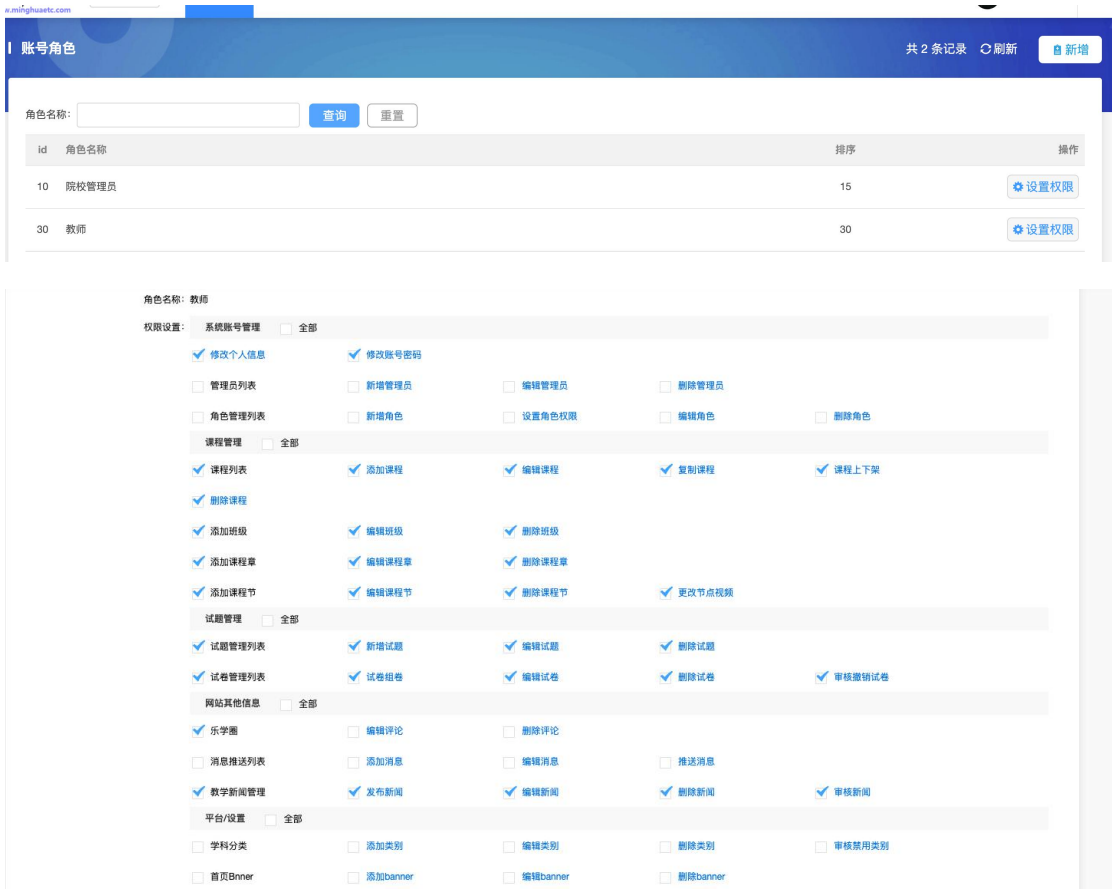 w.minghuaetc.com
账号角色 共 2 条记录 刷新 新增
角色名称: 查询 重置
id 角色名称 排序 操作
10 院校管理员 15 设置权限
30 教师 30 设置权限
角色名称: 教师
权限设置: 系统账号管理 全部
修改个人信息 修改账号密码
管理员列表 新增管理员 编辑管理员 删除管理员
角色管理列表 新增角色 设置角色权限 编辑角色 删除角色
课程管理 全部
课程列表 添加课程 编辑课程 复制课程 课程上下架
删除课程
添加班级 编辑班级 删除班级
添加课程章 编辑课程章 删除课程章
添加课程节 编辑课程节 删除课程节 更改节点视频
试题管理 全部
试题管理列表 新增试题 编辑试题 删除试题
试卷管理列表 试卷组卷 编辑试卷 删除试卷 审核撤销试卷
网站其他信息 全部
乐学圈 编辑评论 删除评论
消息推送列表 添加消息 编辑消息 推送消息
教学新闻管理 发布新闻 编辑新闻 删除新闻 审核新闻
平台/设置 全部
学科分类 添加类别 编辑类别 删除类别 审核禁用类别
首页Bnner 添加banner 编辑banner 删除banner